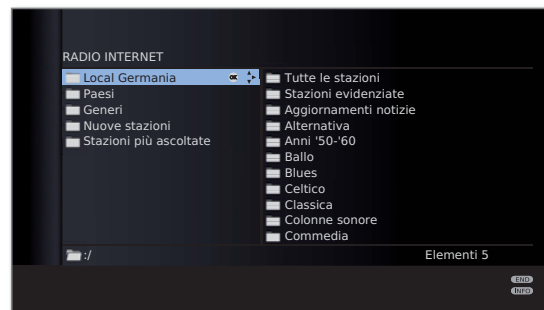 RADIO INTERNET
Local Germania OK
Paesi
Generi
Nuove stazioni
Stazioni più ascoltate
Tutte le stazioni
Stazioni evidenziate
Aggiornamenti notizie
Alternativa
Anni '50-'60
Ballo
Blues
Celtico
Classica
Colonne sonore
Commedia
:/
Elementi 5
END
INFO